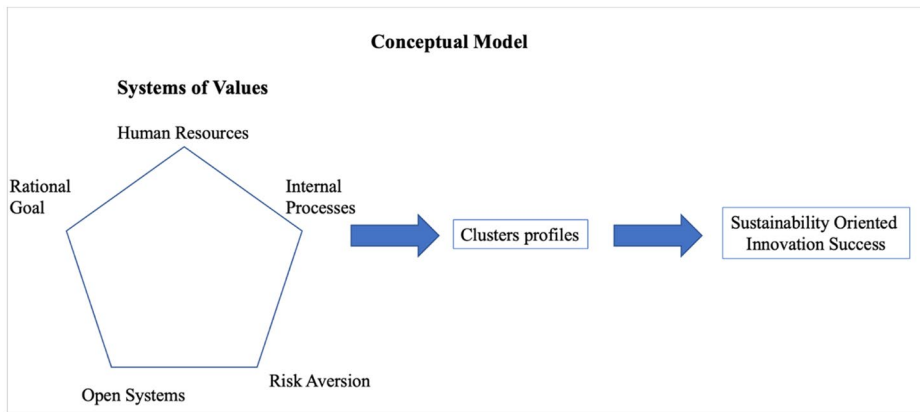 Conceptual Model
Systems of Values
Human Resources
Rational
Goal
Internal
Processes
Clusters profiles
Sustainability Oriented
Innovation Success
Open Systems
Risk Aversion